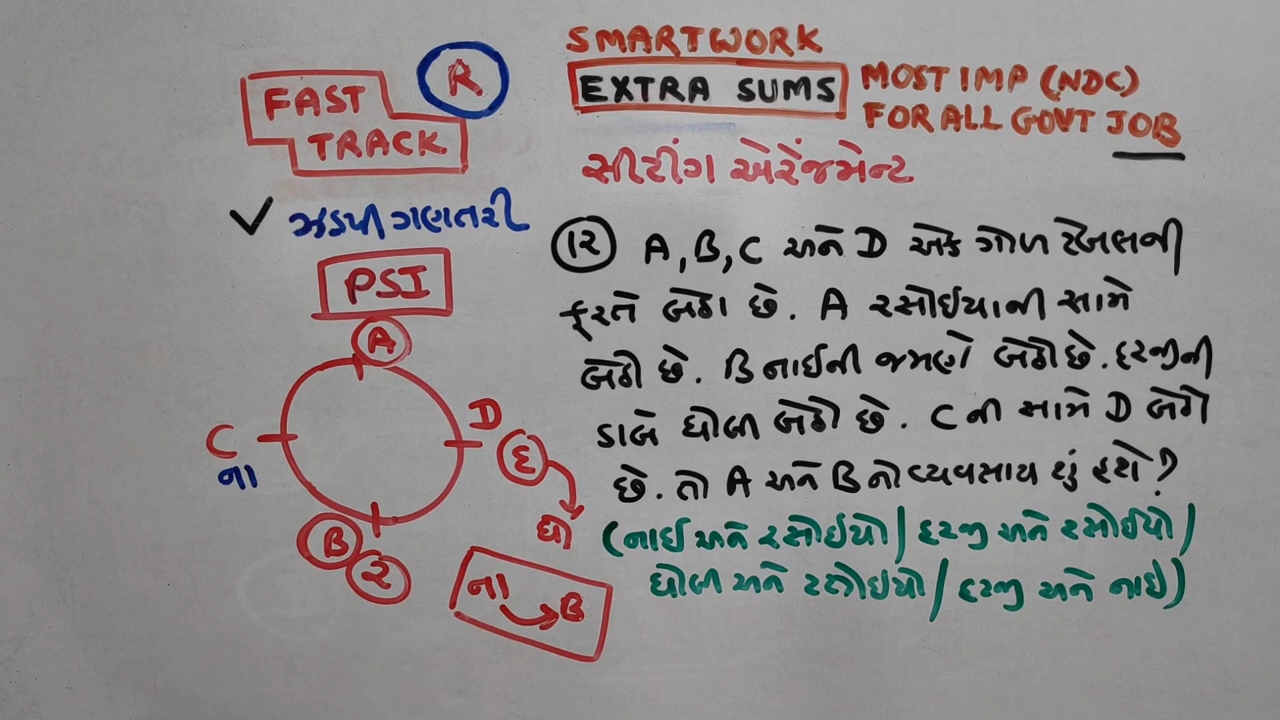 SMARTWORK
EXTRA SUMS
MOST IMP (NDC)
FOR ALL GOVT JOB
FAST
TRACK
R
સીટીંગ એરેંજમેન્ટ
✓ ઝડપી ગણતરી
PSI
૧૨ A, B, C અને D એક ગોળ ટેબલની
ફરતે બેઠા છે. A રસોઈયાની સામે
બેઠો છે. B નાઈની જમણે બેઠો છે. દરજીની
ડાબે ધોબી બેઠો છે. C ની સામે D બેઠો
છે. તો A અને B નો વ્યવસાય શું હશે?
(નાઈ અને રસોઈયો / દરજી અને રસોઈયો /
ધોબી અને રસોઈયો / દરજી અને નાઈ)
A
C
ના
D
દ
ધો
B
ર
ના
B